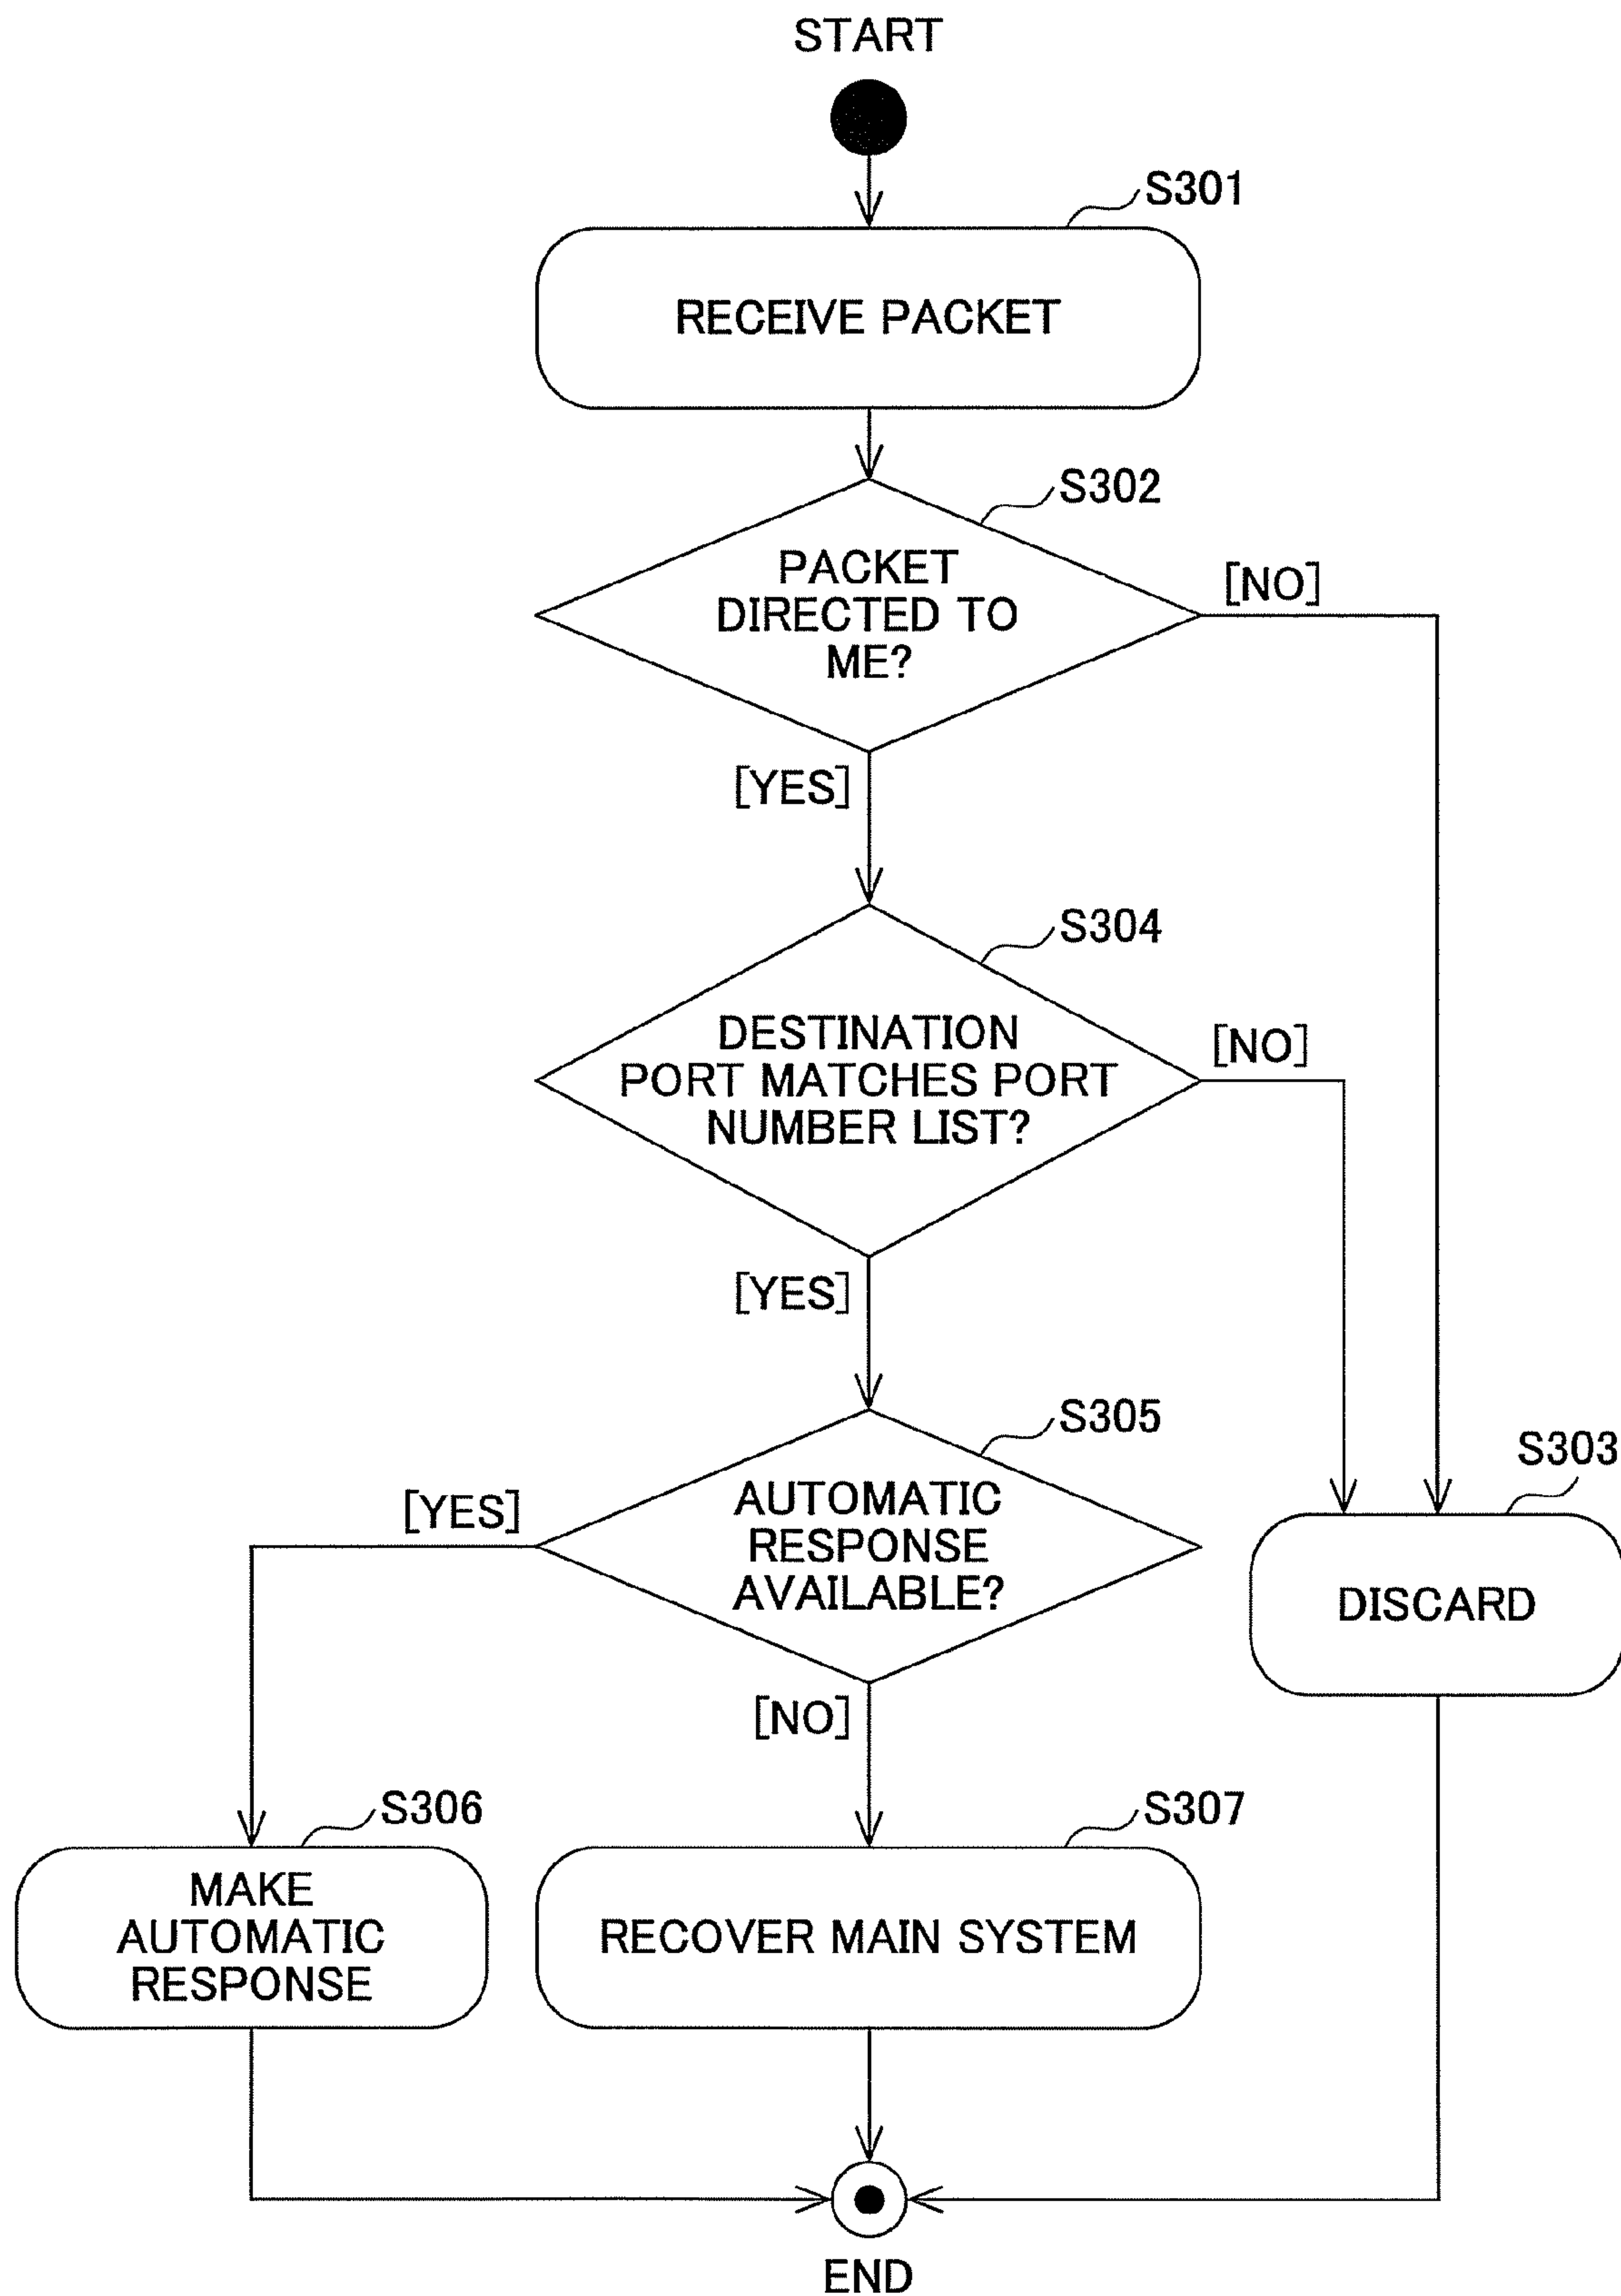 START
S301
RECEIVE PACKET
S302
PACKET
DIRECTED TO
ME?
[NO]
[YES]
S304
DESTINATION
PORT MATCHES PORT
NUMBER LIST?
[NO]
[YES]
S305
AUTOMATIC
RESPONSE
AVAILABLE?
[YES]
[NO]
S303
DISCARD
S306
MAKE
AUTOMATIC
RESPONSE
S307
RECOVER MAIN SYSTEM
END